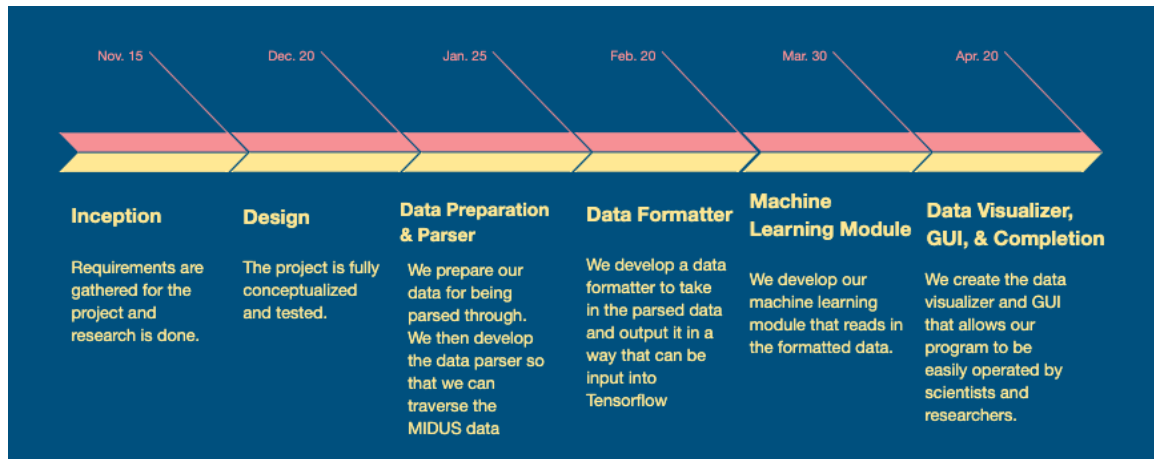 Nov. 15
Dec. 20
Jan. 25
Feb. 20
Mar. 30
Apr. 20
Inception
Requirements are
gathered for the
project and
research is done.
Design
The project is fully
conceptualized
and tested.
Data Preparation
& Parser
We prepare our
data for being
parsed through.
We then develop
the data parser so
that we can
traverse the
MIDUS data
Data Formatter
We develop a data
formatter to take
in the parsed data
and output it in a
way that can be
input into
Tensorflow
Machine
Learning Module
We develop our
machine learning
module that reads in
the formatted data.
Data Visualizer,
GUI, & Completion
We create the data
visualizer and GUI
that allows our
program to be
easily operated by
scientists and
researchers.